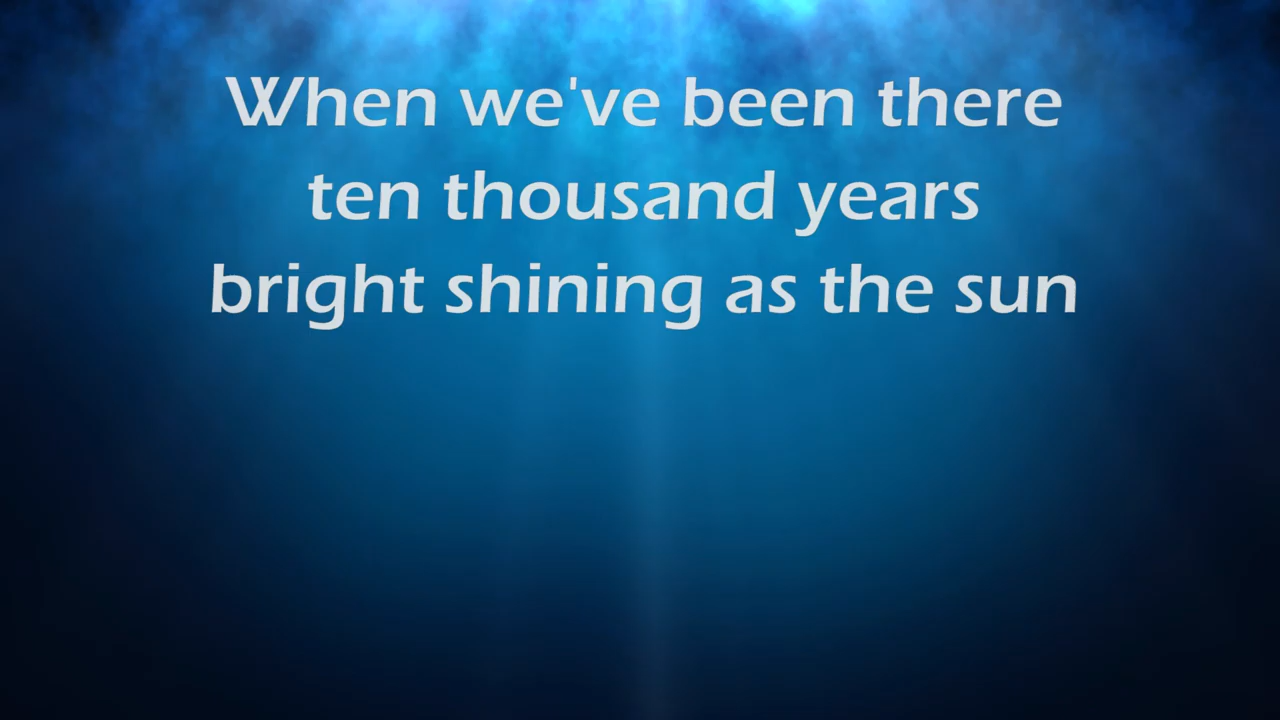 When we've been there
ten thousand years
bright shining as the sun